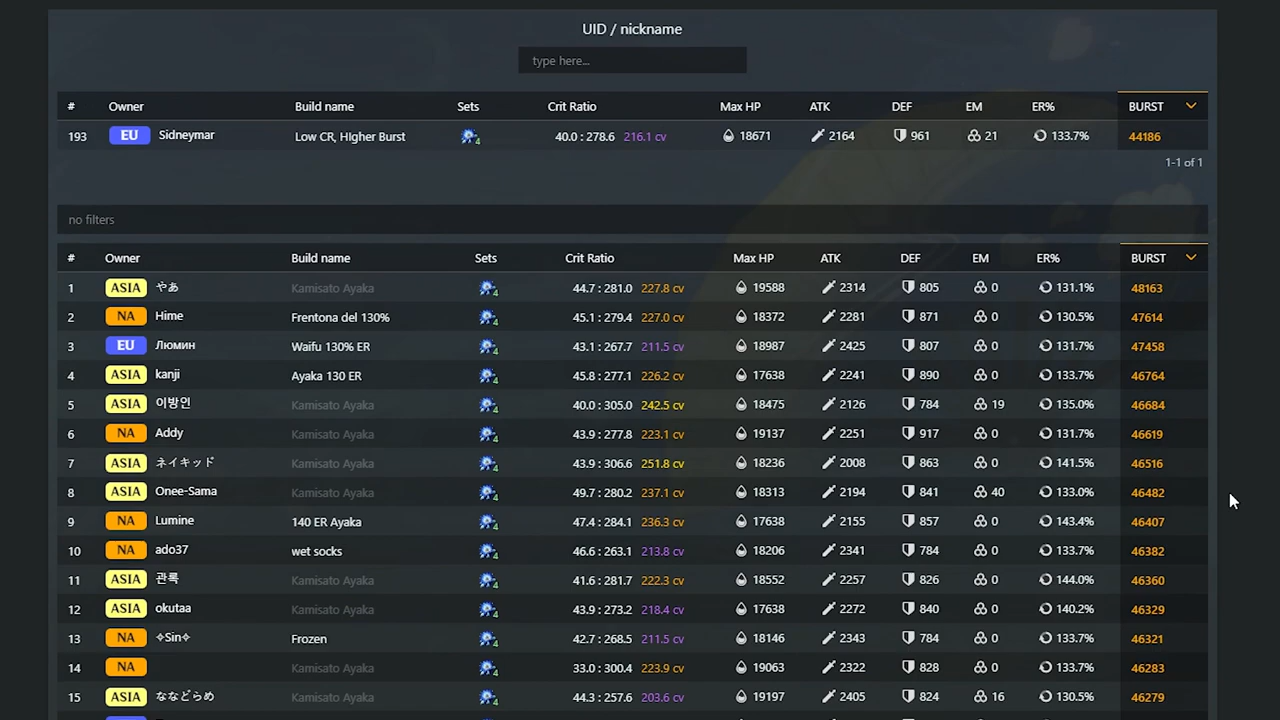 UID / nickname
type here...
# Owner Build name Sets Crit Ratio Max HP ATK DEF EM ER% BURST
193 EU Sidneymar Low CR, HIgher Burst 4 40.0 : 278.6 216.1 cv 18671 2164 961 21 133.7% 44186
1-1 of 1
no filters
# Owner Build name Sets Crit Ratio Max HP ATK DEF EM ER% BURST
1 ASIA やあ Kamisato Ayaka 4 44.7 : 281.0 227.8 cv 19588 2314 805 0 131.1% 48163
2 NA Hime Frentona del 130% 4 45.1 : 279.4 227.0 cv 18372 2281 871 0 130.5% 47614
3 EU Люмин Waifu 130% ER 4 43.1 : 267.7 211.5 cv 18987 2425 807 0 131.7% 47458
4 ASIA kanji Ayaka 130 ER 4 45.8 : 277.1 226.2 cv 17638 2241 890 0 133.7% 46764
5 ASIA 이방인 Kamisato Ayaka 4 40.0 : 305.0 242.5 cv 18475 2126 784 19 135.0% 46684
6 NA Addy Kamisato Ayaka 4 43.9 : 277.8 223.1 cv 19137 2251 917 0 131.7% 46619
7 ASIA ネイキッド Kamisato Ayaka 4 43.9 : 306.6 251.8 cv 18236 2008 863 0 141.5% 46516
8 ASIA Onee-Sama Kamisato Ayaka 4 49.7 : 280.2 237.1 cv 18313 2194 841 40 133.0% 46482
9 NA Lumine 140 ER Ayaka 4 47.4 : 284.1 236.3 cv 17638 2155 857 0 143.4% 46407
10 NA ado37 wet socks 4 46.6 : 263.1 213.8 cv 18206 2341 784 0 133.7% 46382
11 ASIA 관록 Kamisato Ayaka 4 41.6 : 281.7 222.3 cv 18552 2257 826 0 144.0% 46360
12 ASIA okutaa Kamisato Ayaka 4 43.9 : 273.2 218.4 cv 17638 2272 840 0 140.2% 46329
13 NA ✧Sin✧ Frozen 4 42.7 : 268.5 211.5 cv 18146 2343 784 0 133.7% 46321
14 NA Kamisato Ayaka 4 33.0 : 300.4 223.9 cv 19063 2322 828 0 133.7% 46283
15 ASIA ななどらめ Kamisato Ayaka 4 44.3 : 257.6 203.6 cv 19197 2405 824 16 130.5% 46279